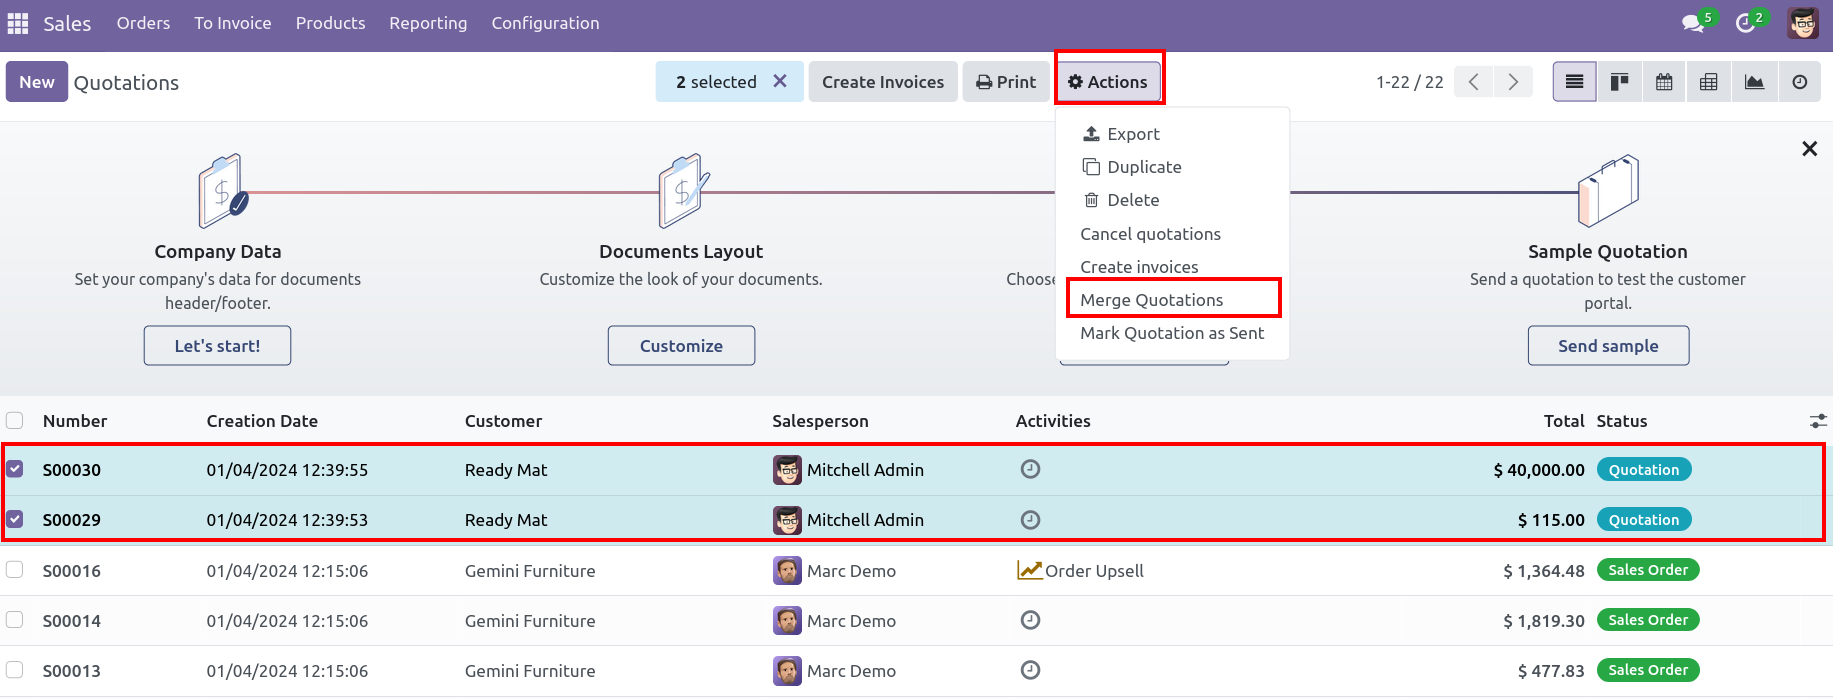 Sales Orders To Invoice Products Reporting Configuration 5 2
New Quotations 2 selected Create Invoices Print Actions 1-22 / 22
Export
Duplicate
Delete
Cancel quotations
Create invoices
Merge Quotations
Mark Quotation as Sent
Company Data
Set your company's data for documents
header/footer.
Let's start!
Documents Layout
Customize the look of your documents.
Customize
Choose
Sample Quotation
Send a quotation to test the customer
portal.
Send sample
Number Creation Date Customer Salesperson Activities Total Status
S00030 01/04/2024 12:39:55 Ready Mat Mitchell Admin $ 40,000.00 Quotation
S00029 01/04/2024 12:39:53 Ready Mat Mitchell Admin $ 115.00 Quotation
S00016 01/04/2024 12:15:06 Gemini Furniture Marc Demo Order Upsell $ 1,364.48 Sales Order
S00014 01/04/2024 12:15:06 Gemini Furniture Marc Demo $ 1,819.30 Sales Order
S00013 01/04/2024 12:15:06 Gemini Furniture Marc Demo $ 477.83 Sales Order